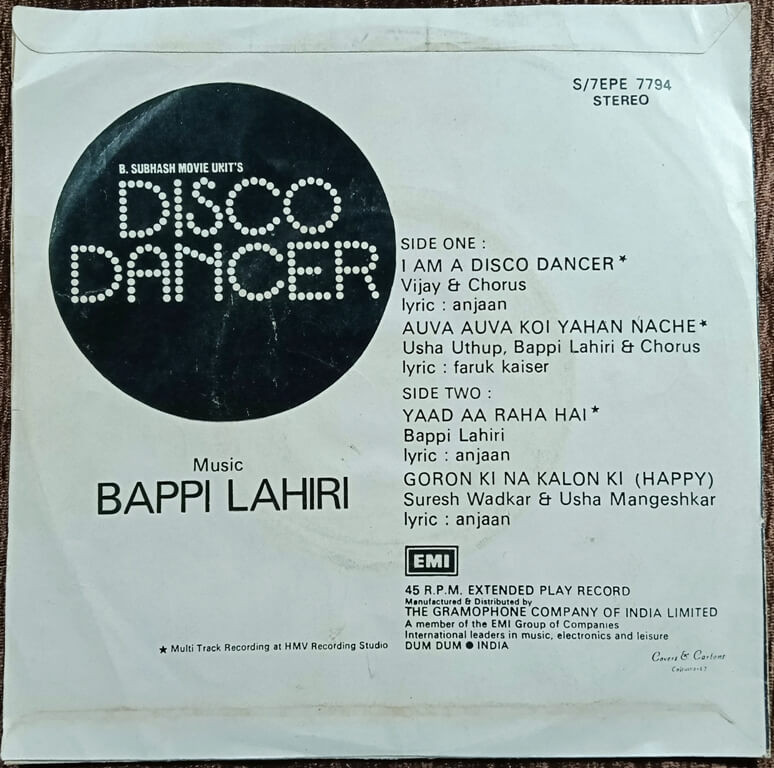 S/7EPE 7794
STEREO
B. SUBHASH MOVIE UNIT'S
DISCO
DANCER
Music
BAPPI LAHIRI
SIDE ONE :
I AM A DISCO DANCER★
Vijay & Chorus
lyric : anjaan
AUVA AUVA KOI YAHAN NACHE★
Usha Uthup, Bappi Lahiri & Chorus
lyric : faruk kaiser
SIDE TWO :
YAAD AA RAHA HAI★
Bappi Lahiri
lyric : anjaan
GORON KI NA KALON KI (HAPPY)
Suresh Wadkar & Usha Mangeshkar
lyric : anjaan
EMI
45 R.P.M. EXTENDED PLAY RECORD
Manufactured & Distributed by
THE GRAMOPHONE COMPANY OF INDIA LIMITED
A member of the EMI Group of Companies
International leaders in music, electronics and leisure
DUM DUM ● INDIA
★ Multi Track Recording at HMV Recording Studio
Covers & Cartons